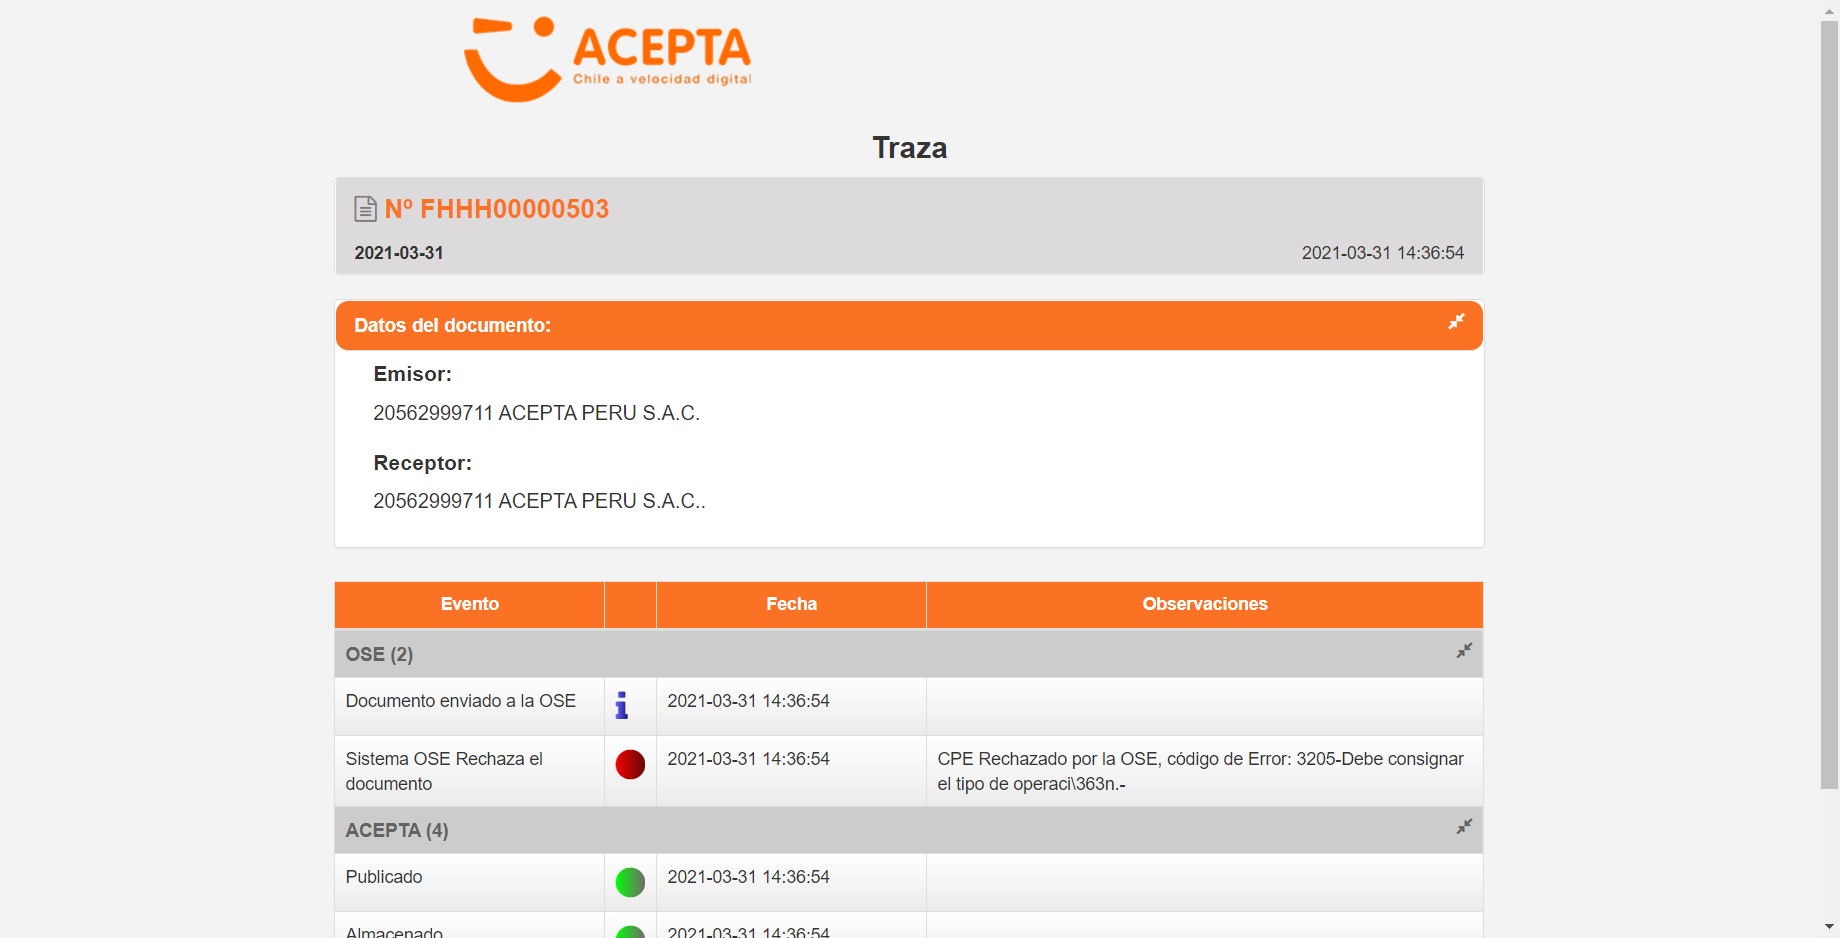 ACEPTA
Chile a velocidad digital
Traza
Nº FHHH00000503
2021-03-31 2021-03-31 14:36:54
Datos del documento:
Emisor:
20562999711 ACEPTA PERU S.A.C.
Receptor:
20562999711 ACEPTA PERU S.A.C..
Evento Fecha Observaciones
OSE (2)
Documento enviado a la OSE 2021-03-31 14:36:54
Sistema OSE Rechaza el documento 2021-03-31 14:36:54 CPE Rechazado por la OSE, código de Error: 3205-Debe consignar
el tipo de operaci\363n.-
ACEPTA (4)
Publicado 2021-03-31 14:36:54
Almacenado 2021-03-31 14:36:54